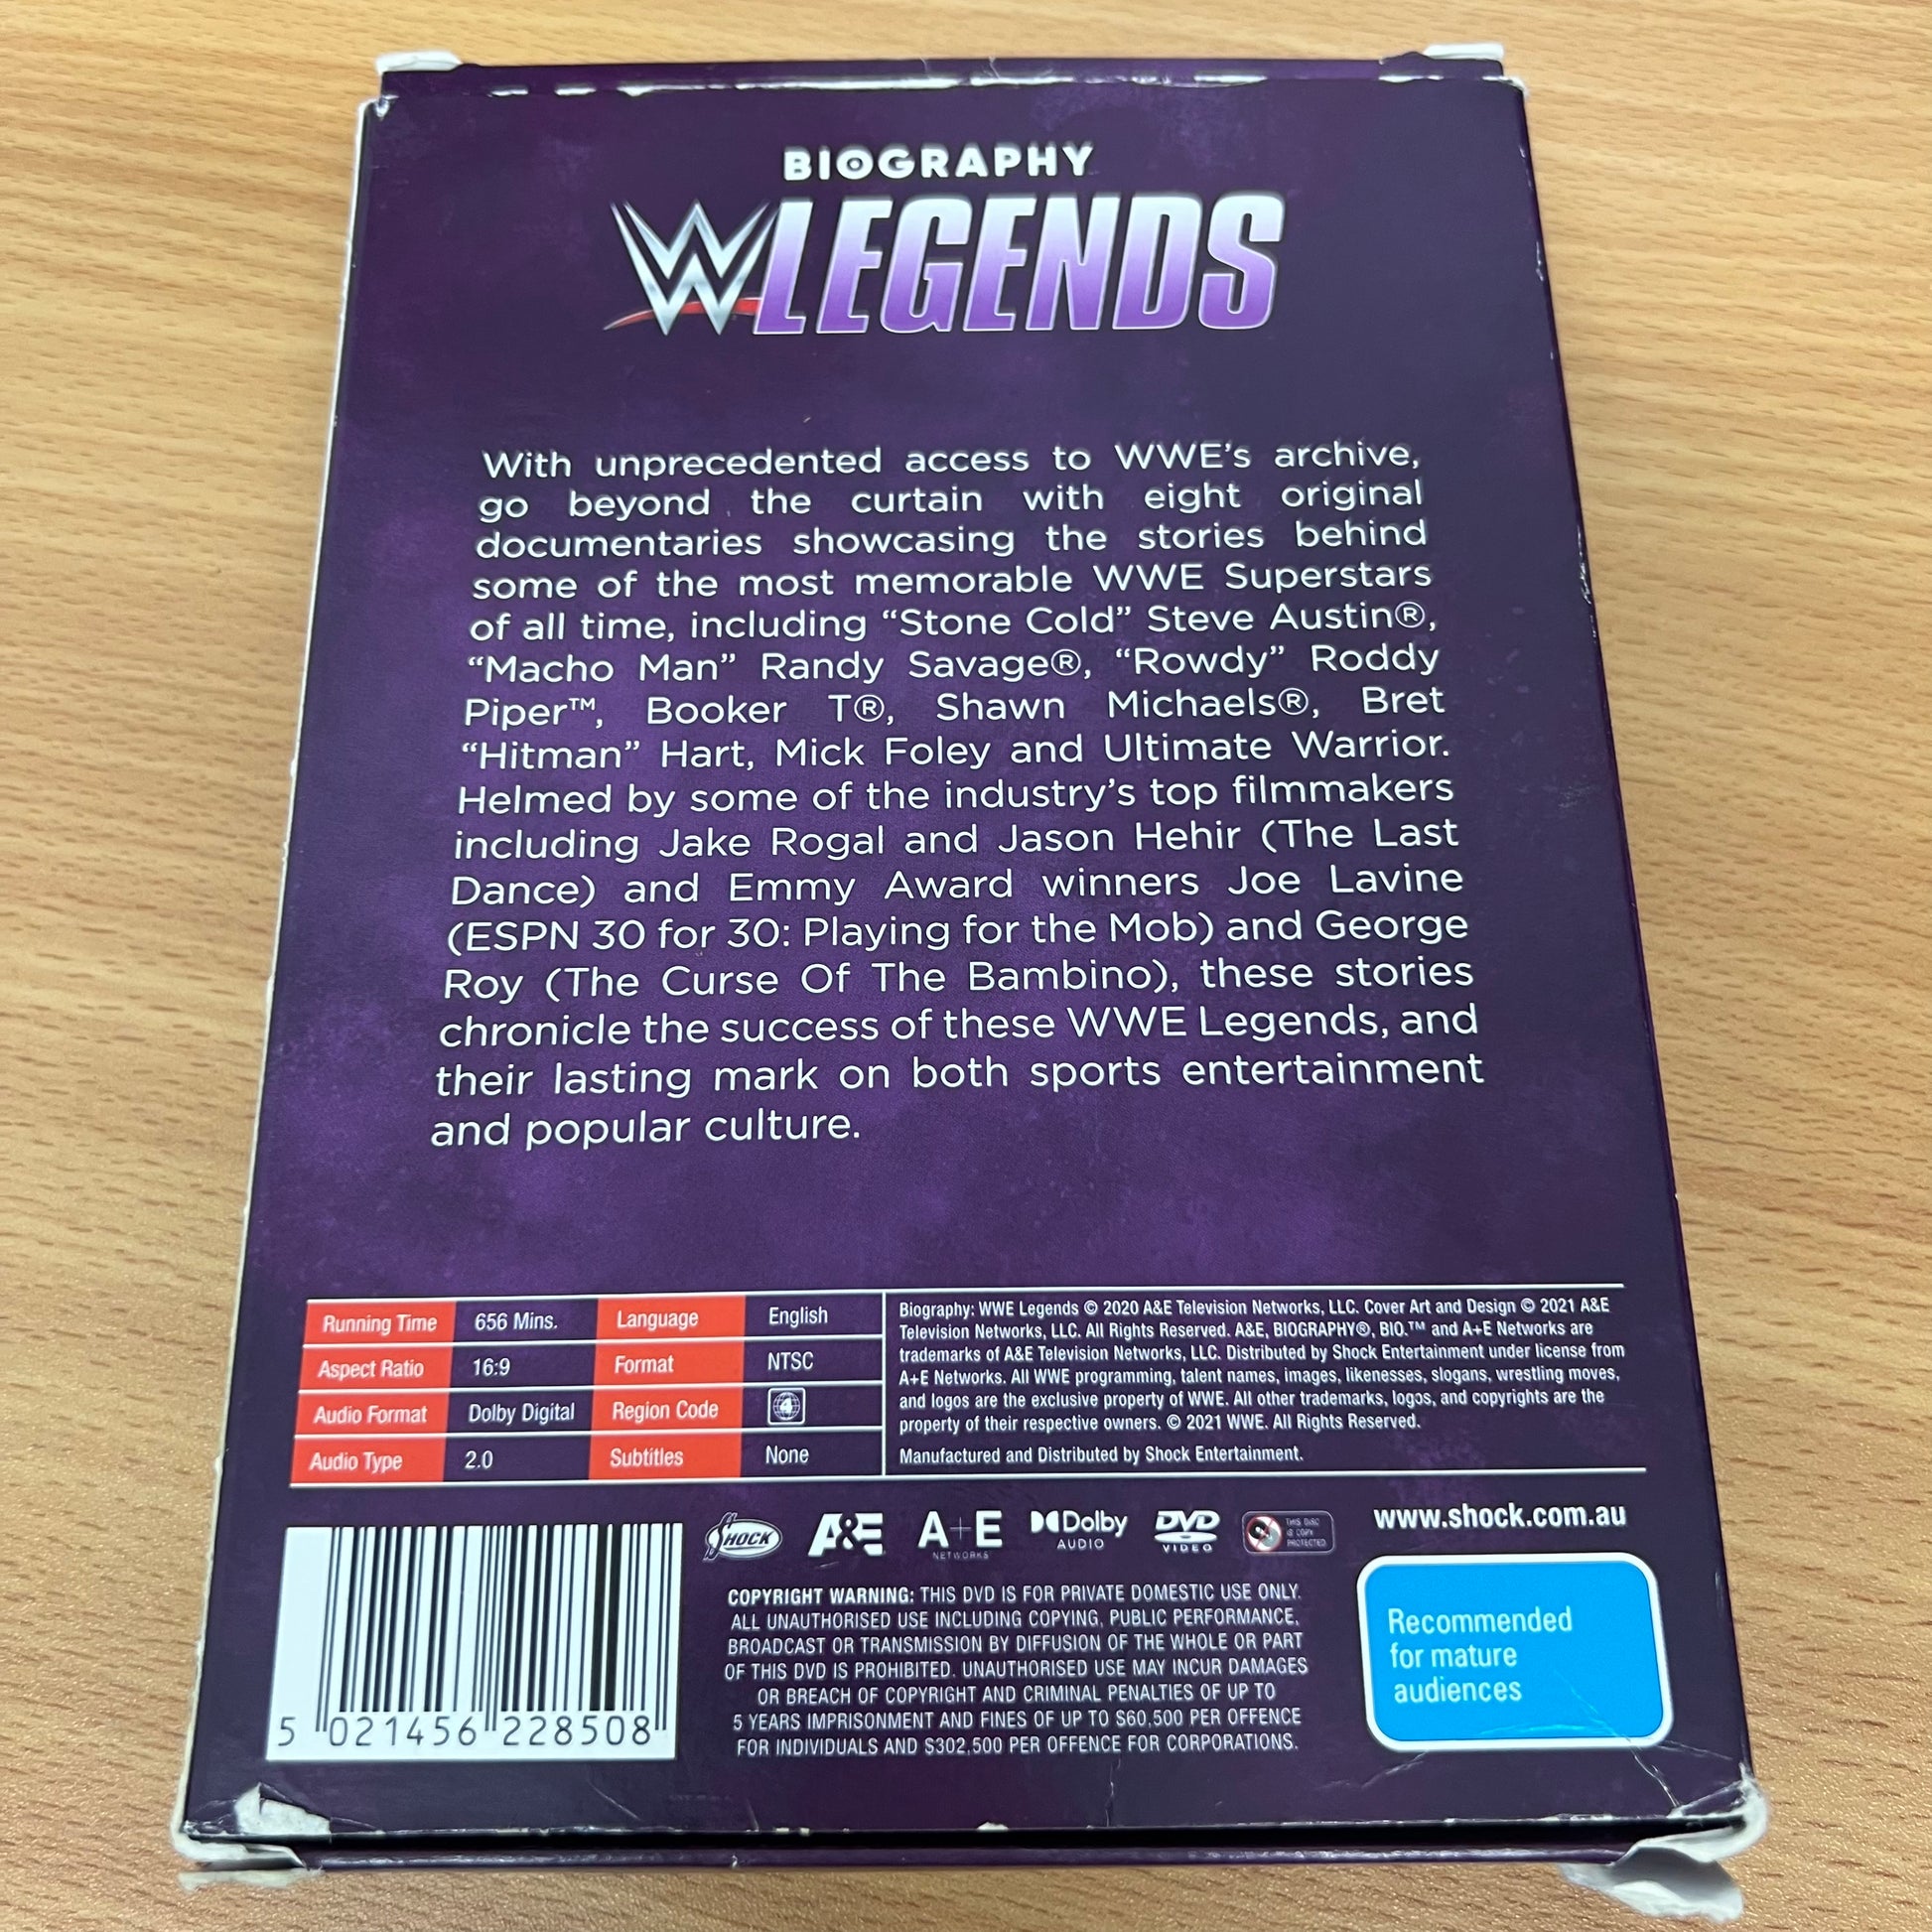 BIOGRAPHY
W LEGENDS
With unprecedented access to WWE's archive,
go beyond the curtain with eight original
documentaries showcasing the stories behind
some of the most memorable WWE Superstars
of all time, including “Stone Cold” Steve Austin®,
“Macho Man” Randy Savage®, “Rowdy” Roddy
Piper™, Booker T®, Shawn Michaels®, Bret
“Hitman” Hart, Mick Foley and Ultimate Warrior.
Helmed by some of the industry's top filmmakers
including Jake Rogal and Jason Hehir (The Last
Dance) and Emmy Award winners Joe Lavine
(ESPN 30 for 30: Playing for the Mob) and George
Roy (The Curse Of The Bambino), these stories
chronicle the success of these WWE Legends, and
their lasting mark on both sports entertainment
and popular culture.
Running Time 656 Mins. Language English
Aspect Ratio 16:9 Format NTSC
Audio Format Dolby Digital Region Code 4
Audio Type 2.0 Subtitles None
Biography: WWE Legends © 2020 A&E Television Networks, LLC. Cover Art and Design © 2021 A&E
Television Networks, LLC. All Rights Reserved. A&E, BIOGRAPHY®, BIO.™ and A+E Networks are
trademarks of A&E Television Networks, LLC. Distributed by Shock Entertainment under license from
A+E Networks. All WWE programming, talent names, images, likenesses, slogans, wrestling moves,
and logos are the exclusive property of WWE. All other trademarks, logos, and copyrights are the
property of their respective owners. © 2021 WWE. All Rights Reserved.
Manufactured and Distributed by Shock Entertainment.
SHOCK
A&E
A+E
NETWORKS
Dolby
AUDIO
DVD
VIDEO
THIS DISC
IS COPY
PROTECTED
www.shock.com.au
COPYRIGHT WARNING: THIS DVD IS FOR PRIVATE DOMESTIC USE ONLY.
ALL UNAUTHORISED USE INCLUDING COPYING, PUBLIC PERFORMANCE,
BROADCAST OR TRANSMISSION BY DIFFUSION OF THE WHOLE OR PART
OF THIS DVD IS PROHIBITED. UNAUTHORISED USE MAY INCUR DAMAGES
OR BREACH OF COPYRIGHT AND CRIMINAL PENALTIES OF UP TO
5 YEARS IMPRISONMENT AND FINES OF UP TO $60,500 PER OFFENCE
FOR INDIVIDUALS AND $302,500 PER OFFENCE FOR CORPORATIONS.
Recommended
for mature
audiences
5 021456 228508